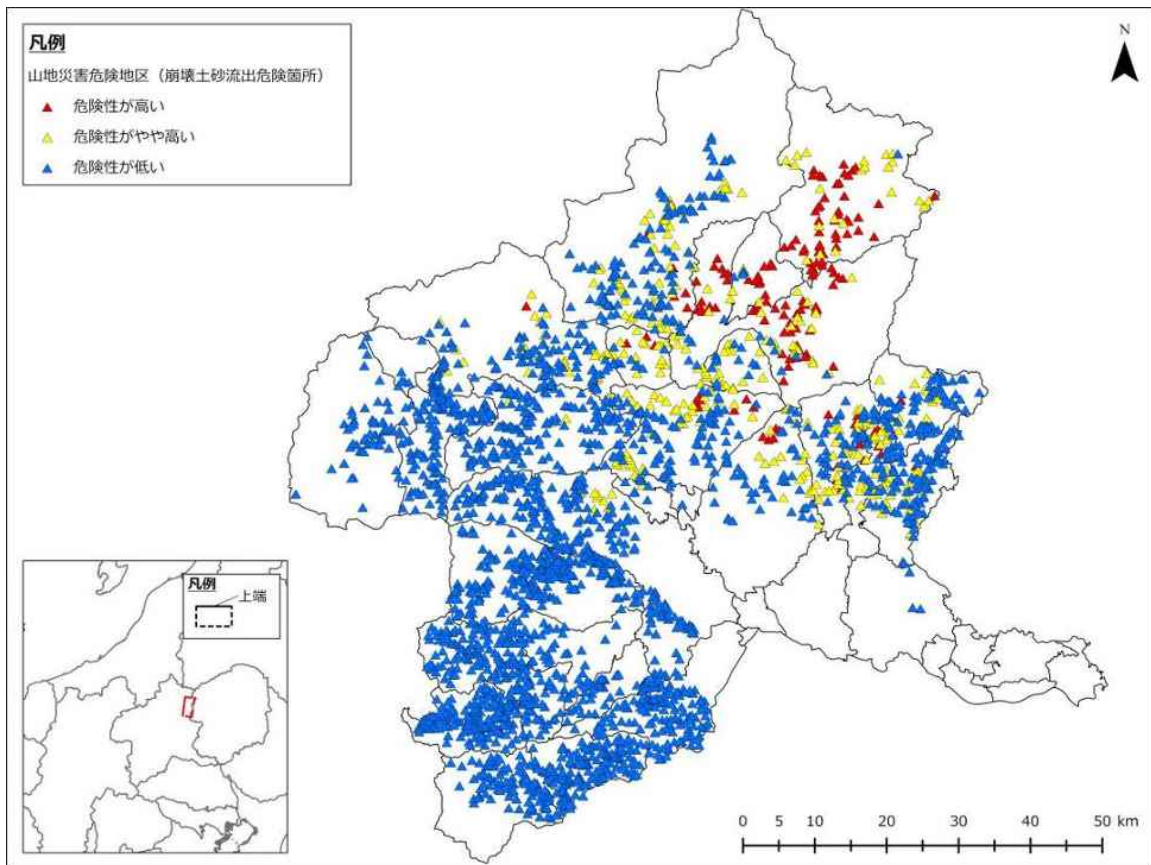 凡例
山地災害危険地区（崩壊土砂流出危険箇所）
危険性が高い
危険性がやや高い
危険性が低い
N
凡例
上端
0 5 10 20 30 40 50 km